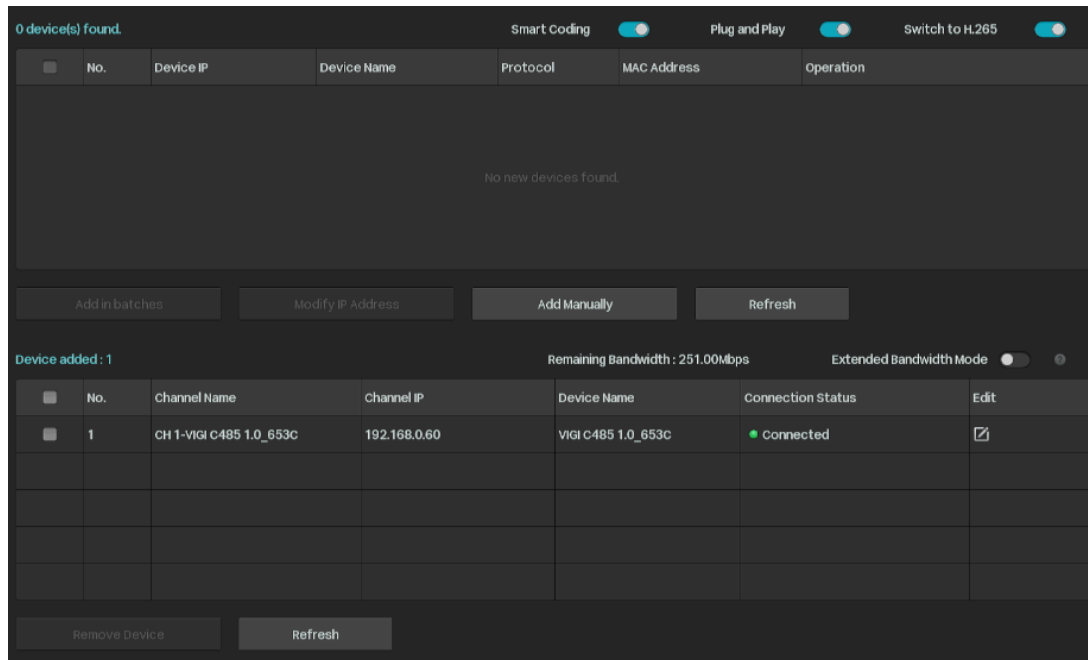 0 device(s) found. Smart Coding Plug and Play Switch to H.265
No. Device IP Device Name Protocol MAC Address Operation
No new devices found.
Add in batches Modify IP Address Add Manually Refresh
Device added : 1 Remaining Bandwidth : 251.00Mbps Extended Bandwidth Mode ?
No. Channel Name Channel IP Device Name Connection Status Edit
1 CH 1-VIGI C485 1.0_653C 192.168.0.60 VIGI C485 1.0_653C Connected
Remove Device Refresh